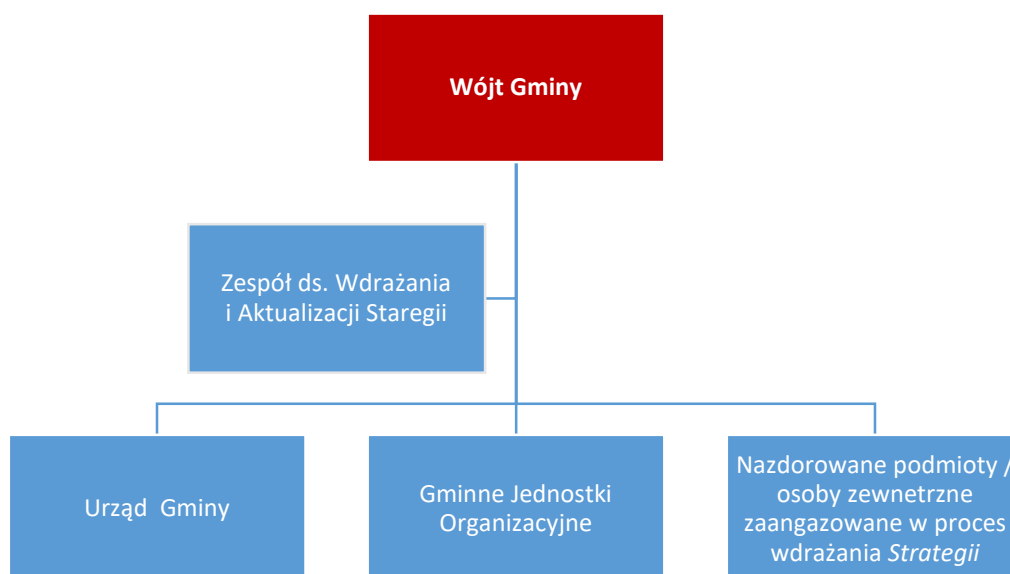 Wójt Gminy
Zespół ds. Wdrażania
i Aktualizacji Staregii
Urząd Gminy
Gminne Jednostki
Organizacyjne
Nazdorowane podmioty /
osoby zewnetrzne
zaangazowane w proces
wdrażania Strategii